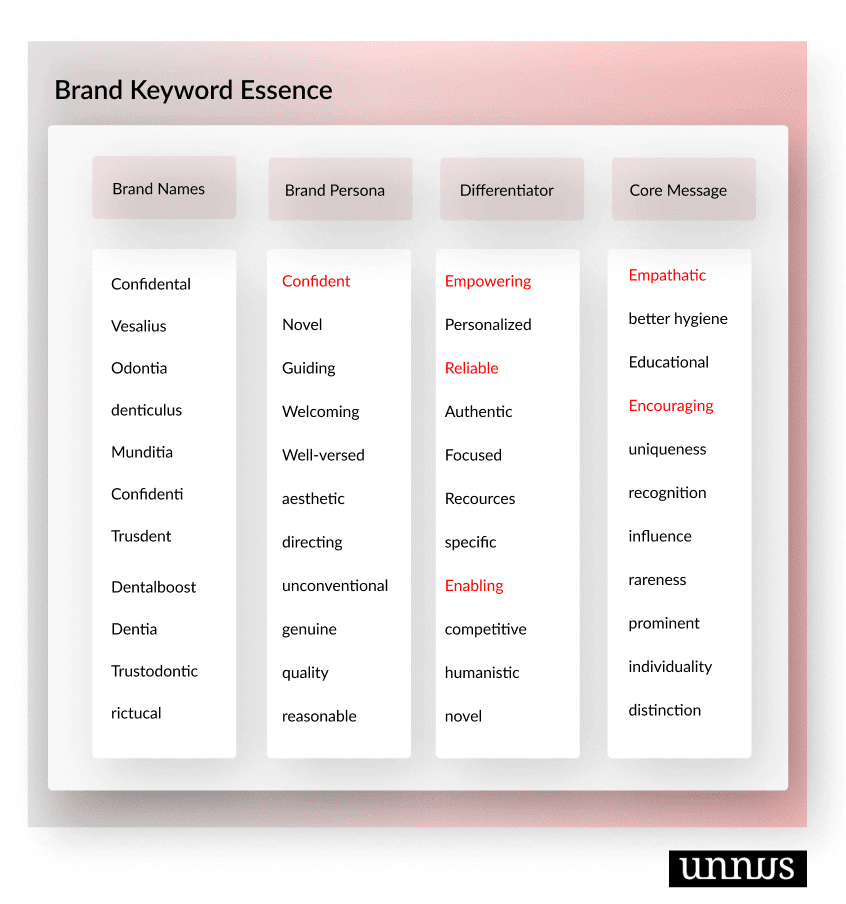 Brand Keyword Essence
Brand Names
Brand Persona
Differentiator
Core Message
Confidental
Vesalius
Odontia
denticulus
Munditia
Confidenti
Trusdent
Dentalboost
Dentia
Trustodontic
rictucal
Confident
Novel
Guiding
Welcoming
Well-versed
aesthetic
directing
unconventional
genuine
quality
reasonable
Empowering
Personalized
Reliable
Authentic
Focused
Recources
specific
Enabling
competitive
humanistic
novel
Empathatic
better hygiene
Educational
Encouraging
uniqueness
recognition
influence
rareness
prominent
individuality
distinction
unnus